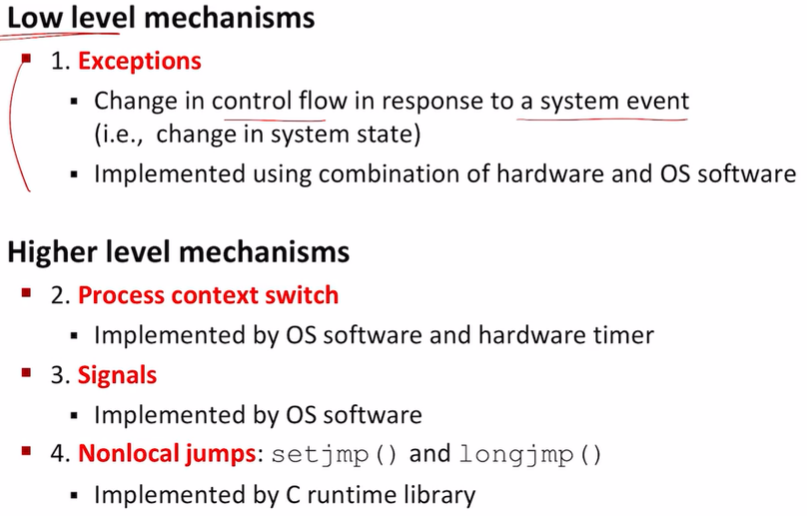 Low level mechanisms
1. Exceptions
Change in control flow in response to a system event
(i.e., change in system state)
Implemented using combination of hardware and OS software
Higher level mechanisms
2. Process context switch
Implemented by OS software and hardware timer
3. Signals
Implemented by OS software
4. Nonlocal jumps: setjmp() and longjmp()
Implemented by C runtime library